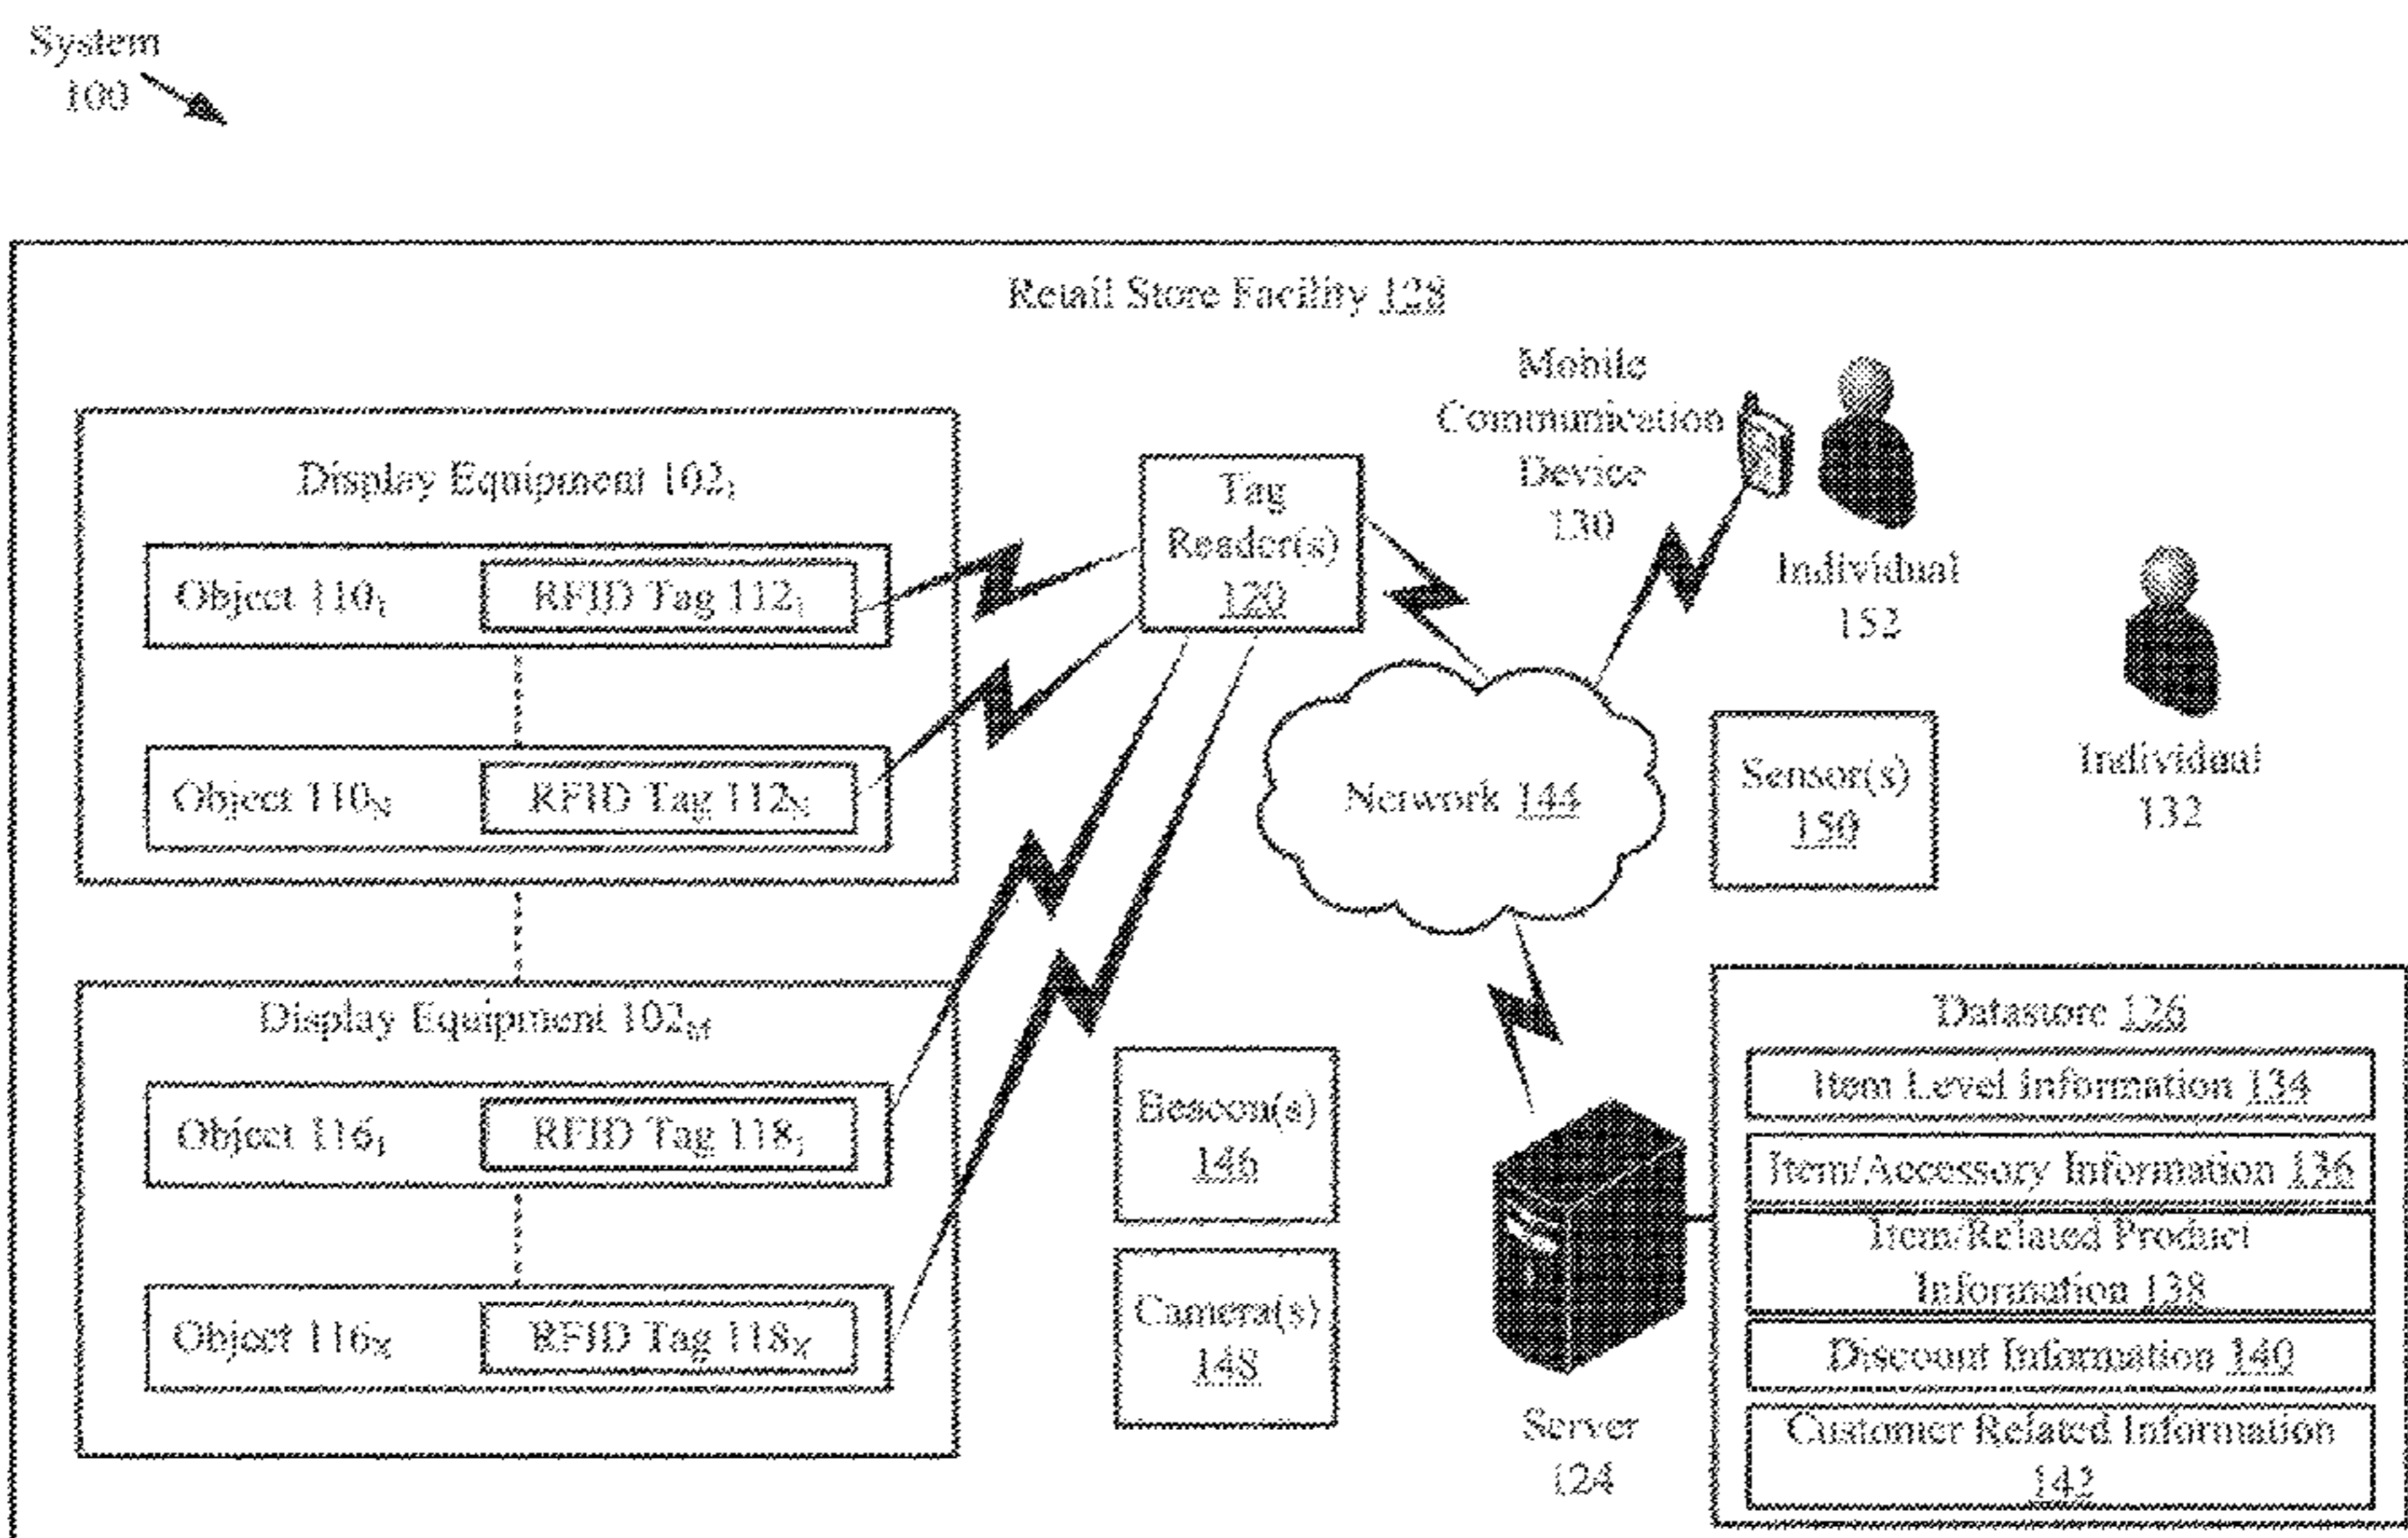 System
100
Retail Store Facility 128
Display Equipment 102₁
Object 110₁
RFID Tag 112₁
Object 110N
RFID Tag 112N
Display Equipment 102M
Object 116₁
RFID Tag 118₁
Object 116X
RFID Tag 118X
Tag
Reader(s)
120
Mobile
Communication
Device
130
Individual
152
Individual
132
Network 144
Sensor(s)
150
Beacon(s)
146
Camera(s)
148
Server
124
Datastore 126
Item Level Information 134
Item/Accessory Information 136
Item/Related Product
Information 138
Discount Information 140
Customer Related Information
142